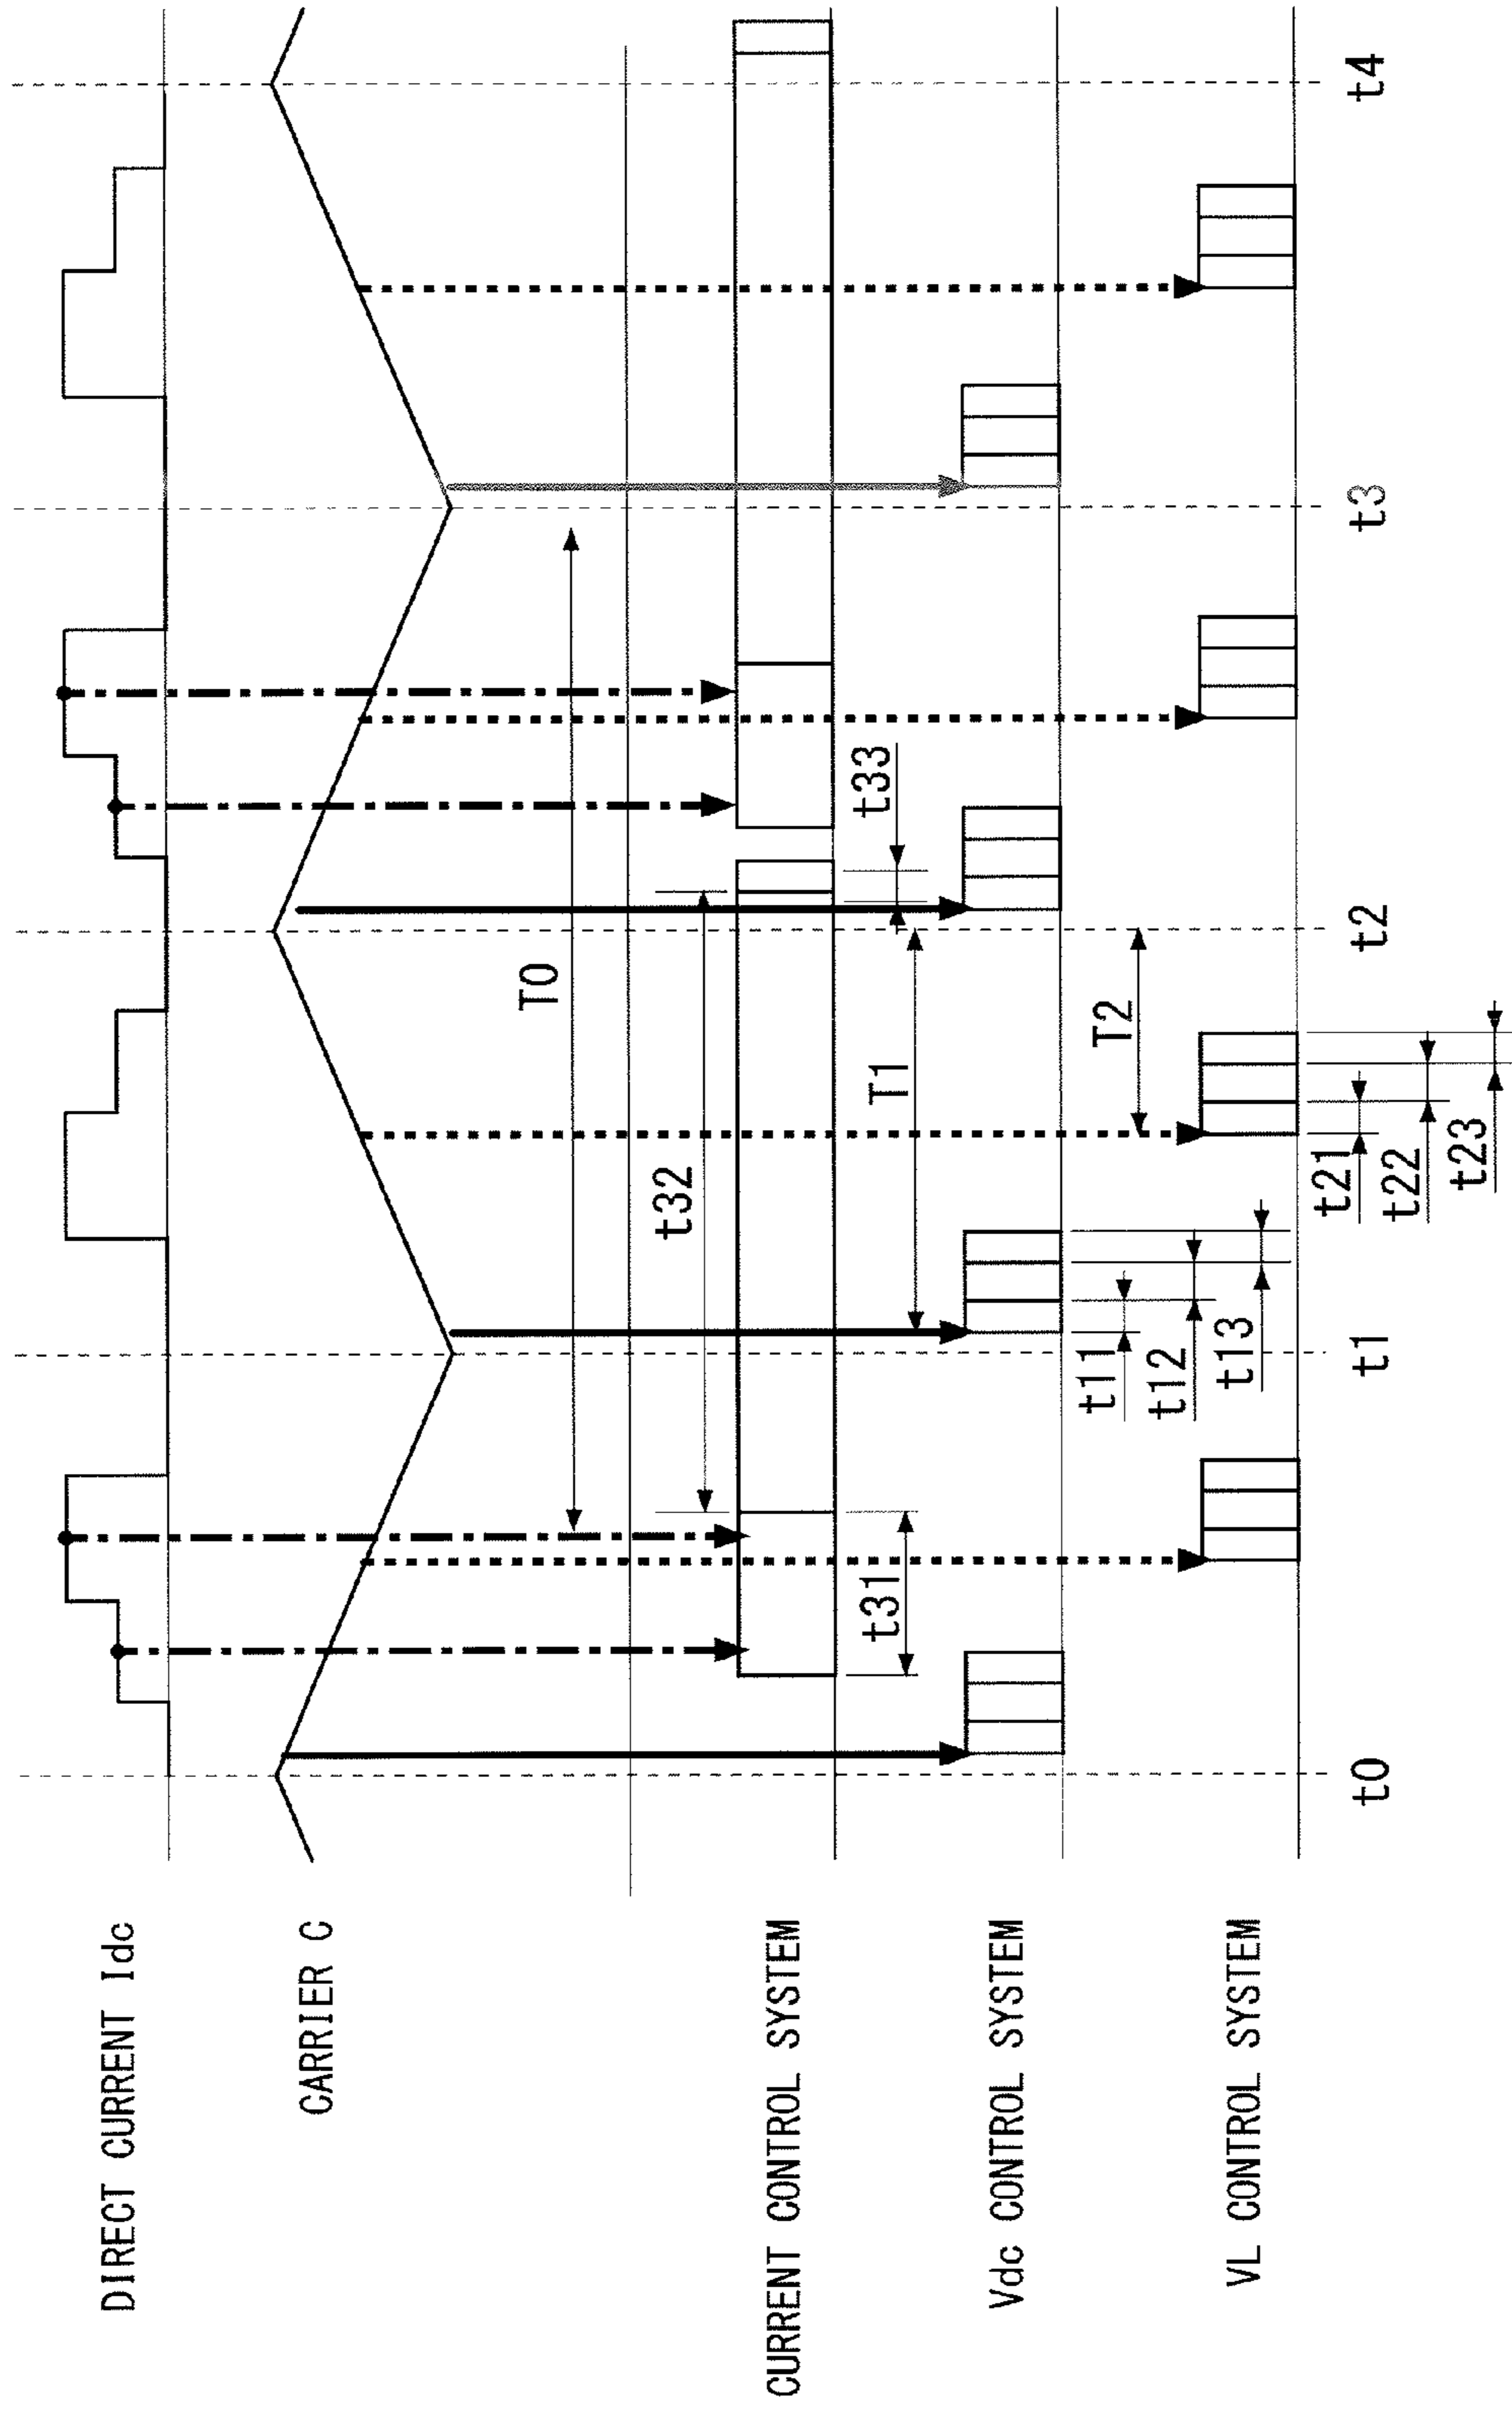 DIRECT CURRENT Idc
CARRIER C
T0
t32
CURRENT CONTROL SYSTEM
t31
T1
t33
Vdc CONTROL SYSTEM
t11
t12
t13
T2
VL CONTROL SYSTEM
t21
t22
t23
t0
t1
t2
t3
t4